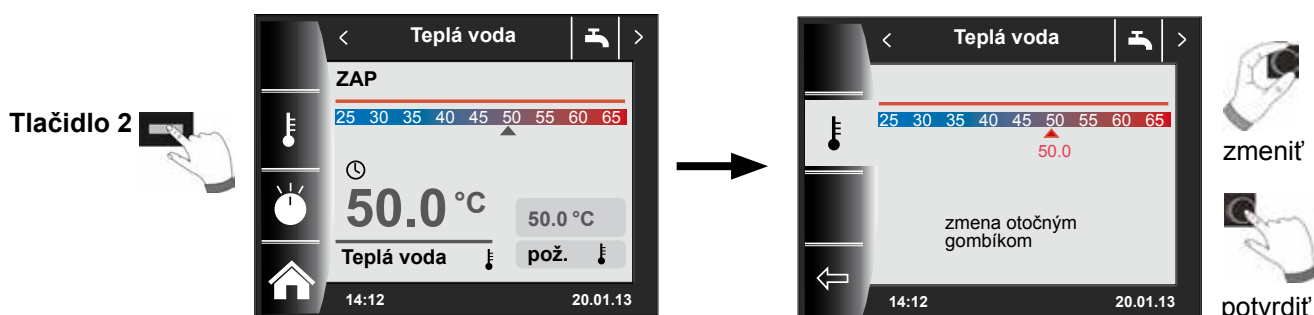 Tlačidlo 2
< Teplá voda >
ZAP
25 30 35 40 45 50 55 60 65
50.0 °C
50.0 °C
Teplá voda
pož.
14:12 20.01.13
< Teplá voda >
25 30 35 40 45 50 55 60 65
50.0
zmena otočným
gombíkom
14:12 20.01.13
zmeniť
potvrdiť